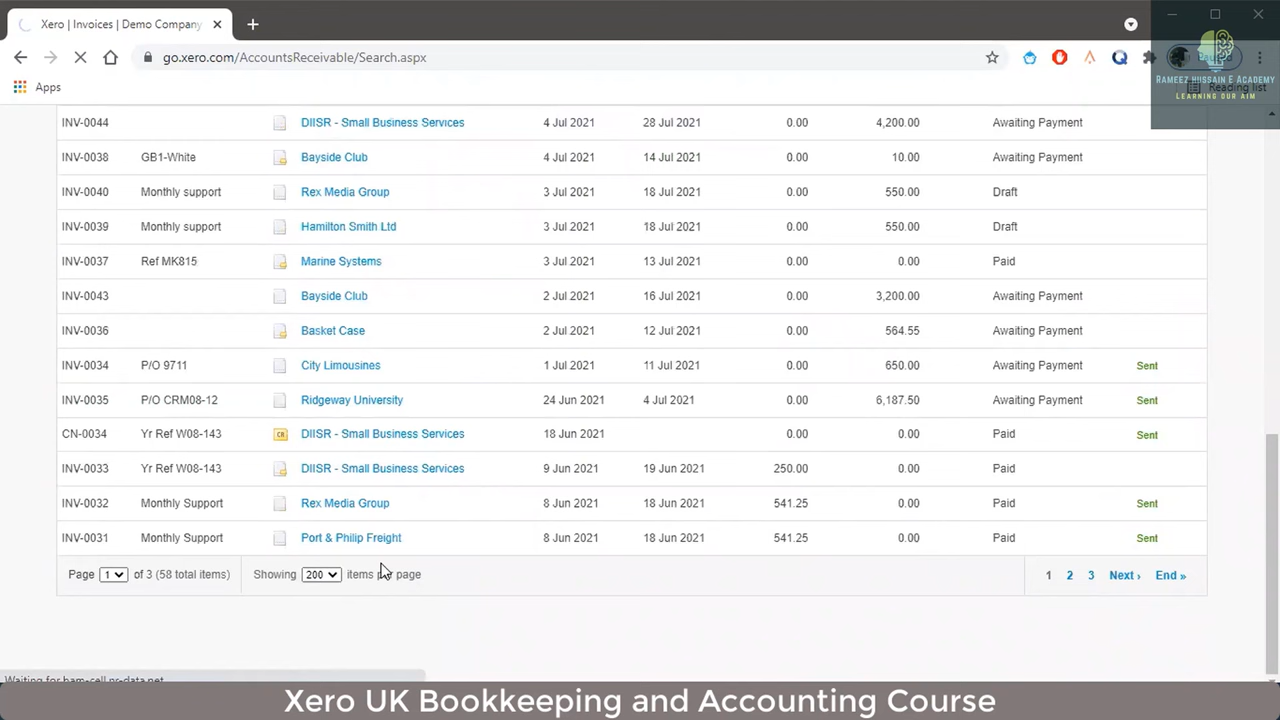 Xero | Invoices | Demo Company
go.xero.com/AccountsReceivable/Search.aspx
Apps
Reading list
RAMEEZ HUSSAIN E ACADEMY
LEARNING OUR AIM
INV-0044 DIISR - Small Business Services 4 Jul 2021 28 Jul 2021 0.00 4,200.00 Awaiting Payment
INV-0038 GB1-White Bayside Club 4 Jul 2021 14 Jul 2021 0.00 10.00 Awaiting Payment
INV-0040 Monthly support Rex Media Group 3 Jul 2021 18 Jul 2021 0.00 550.00 Draft
INV-0039 Monthly support Hamilton Smith Ltd 3 Jul 2021 18 Jul 2021 0.00 550.00 Draft
INV-0037 Ref MK815 Marine Systems 3 Jul 2021 13 Jul 2021 0.00 0.00 Paid
INV-0043 Bayside Club 2 Jul 2021 16 Jul 2021 0.00 3,200.00 Awaiting Payment
INV-0036 Basket Case 2 Jul 2021 12 Jul 2021 0.00 564.55 Awaiting Payment
INV-0034 P/O 9711 City Limousines 1 Jul 2021 11 Jul 2021 0.00 650.00 Awaiting Payment Sent
INV-0035 P/O CRM08-12 Ridgeway University 24 Jun 2021 4 Jul 2021 0.00 6,187.50 Awaiting Payment Sent
CN-0034 Yr Ref W08-143 CR DIISR - Small Business Services 18 Jun 2021 0.00 0.00 Paid Sent
INV-0033 Yr Ref W08-143 DIISR - Small Business Services 9 Jun 2021 19 Jun 2021 250.00 0.00 Paid
INV-0032 Monthly Support Rex Media Group 8 Jun 2021 18 Jun 2021 541.25 0.00 Paid Sent
INV-0031 Monthly Support Port & Philip Freight 8 Jun 2021 18 Jun 2021 541.25 0.00 Paid Sent
Page 1 of 3 (58 total items) Showing 200 items per page 1 2 3 Next › End »
Waiting for bam-cell.nr-data.net
Xero UK Bookkeeping and Accounting Course